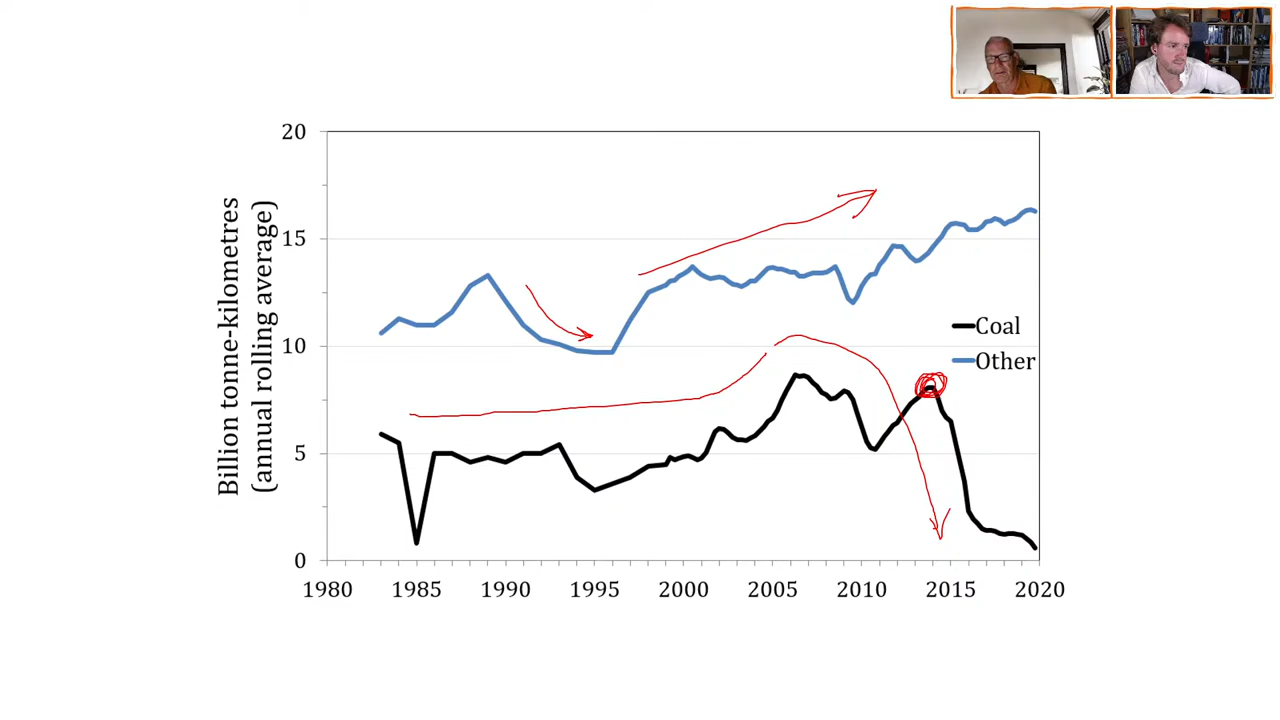 Billion tonne-kilometres
(annual rolling average)
20
15
10
5
0
Coal
Other
1980 1985 1990 1995 2000 2005 2010 2015 2020